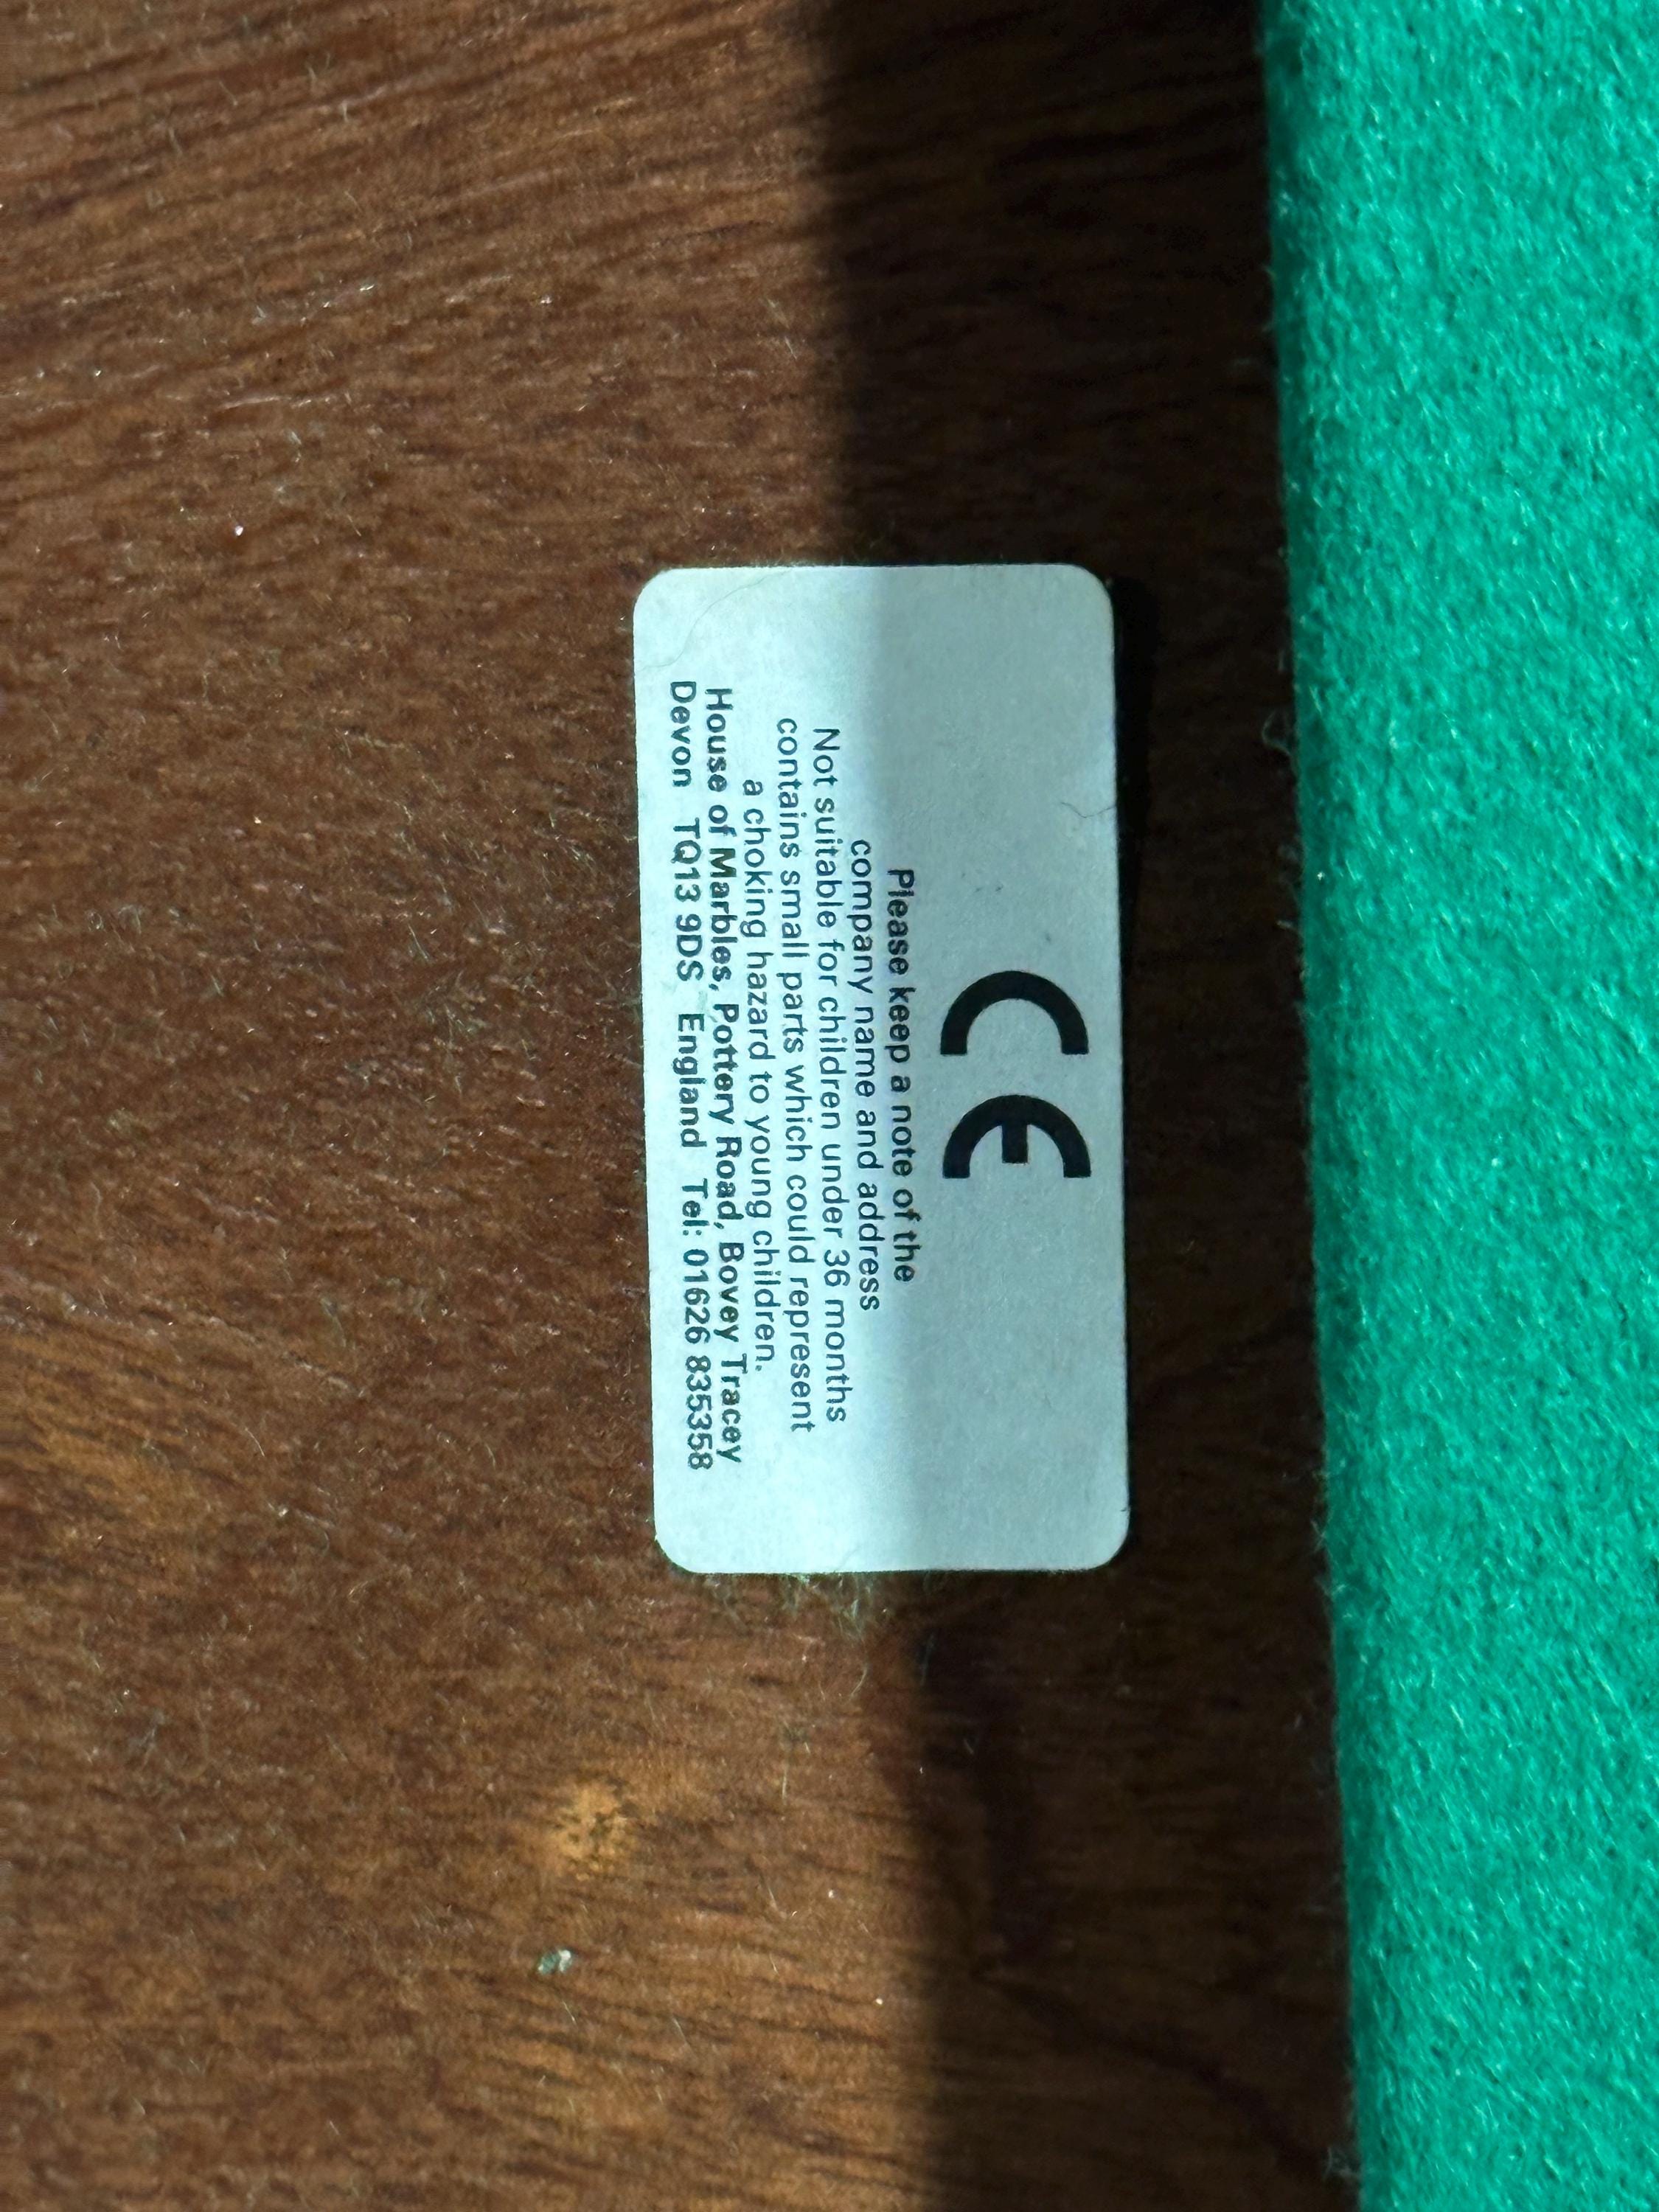 CE
Please keep a note of the
company name and address
Not suitable for children under 36 months
contains small parts which could represent
a choking hazard to young children.
House of Marbles, Pottery Road, Bovey Tracey
Devon TQ13 9DS England Tel: 01626 835358